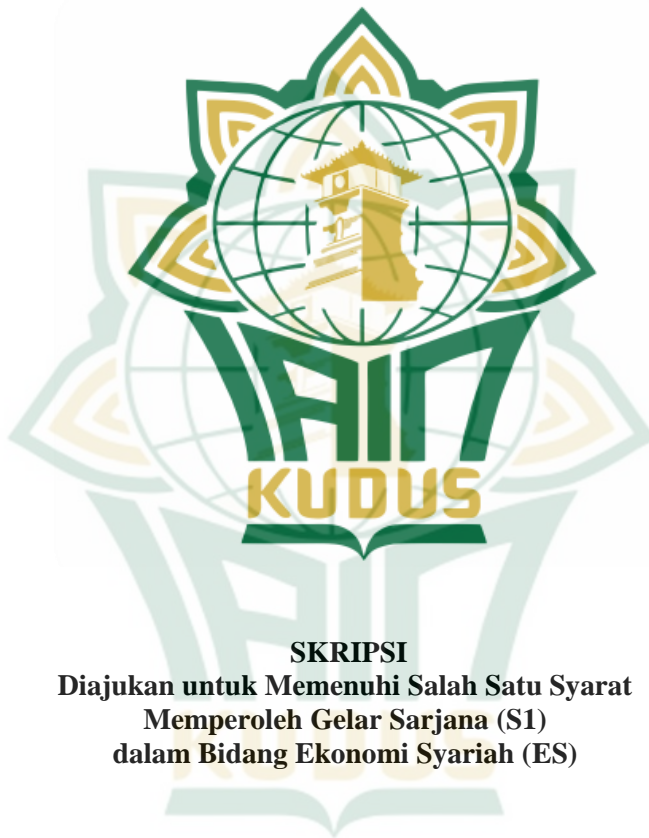 IAIN
KUDUS
SKRIPSI
Diajukan untuk Memenuhi Salah Satu Syarat
Memperoleh Gelar Sarjana (S1)
dalam Bidang Ekonomi Syariah (ES)